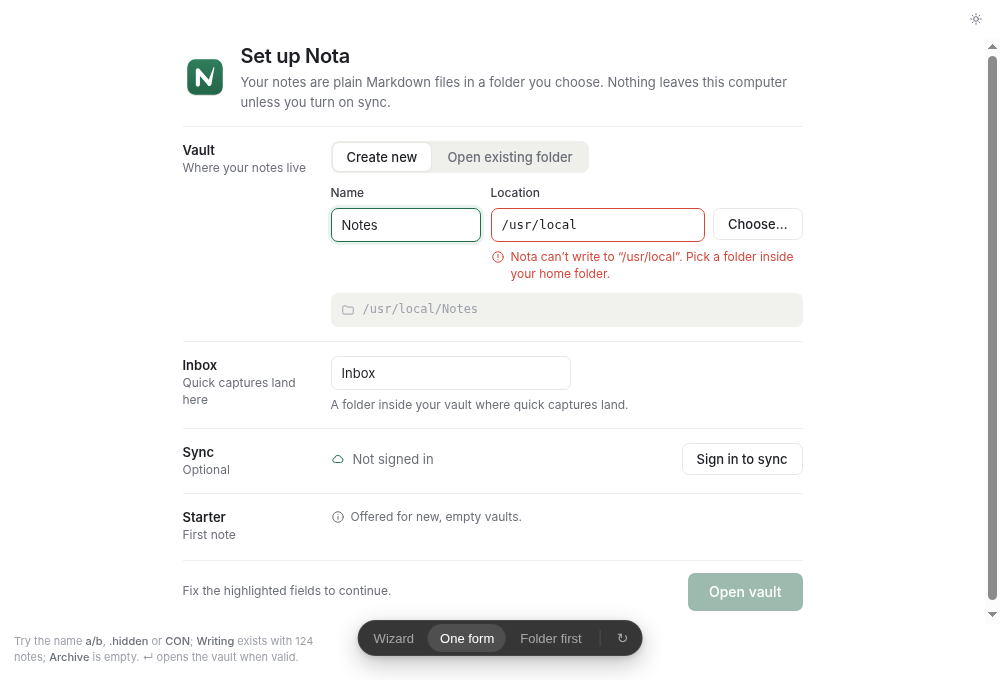 Set up Nota
Your notes are plain Markdown files in a folder you choose. Nothing leaves this computer
unless you turn on sync.
Vault
Where your notes live
Create new
Open existing folder
Name
Location
Notes
/usr/local
Choose...
Nota can’t write to “/usr/local”. Pick a folder inside
your home folder.
/usr/local/Notes
Inbox
Quick captures land
here
Inbox
A folder inside your vault where quick captures land.
Sync
Optional
Not signed in
Sign in to sync
Starter
First note
Offered for new, empty vaults.
Fix the highlighted fields to continue.
Open vault
Try the name a/b, .hidden or CON; Writing exists with 124
notes; Archive is empty. ↵ opens the vault when valid.
Wizard
One form
Folder first
↻